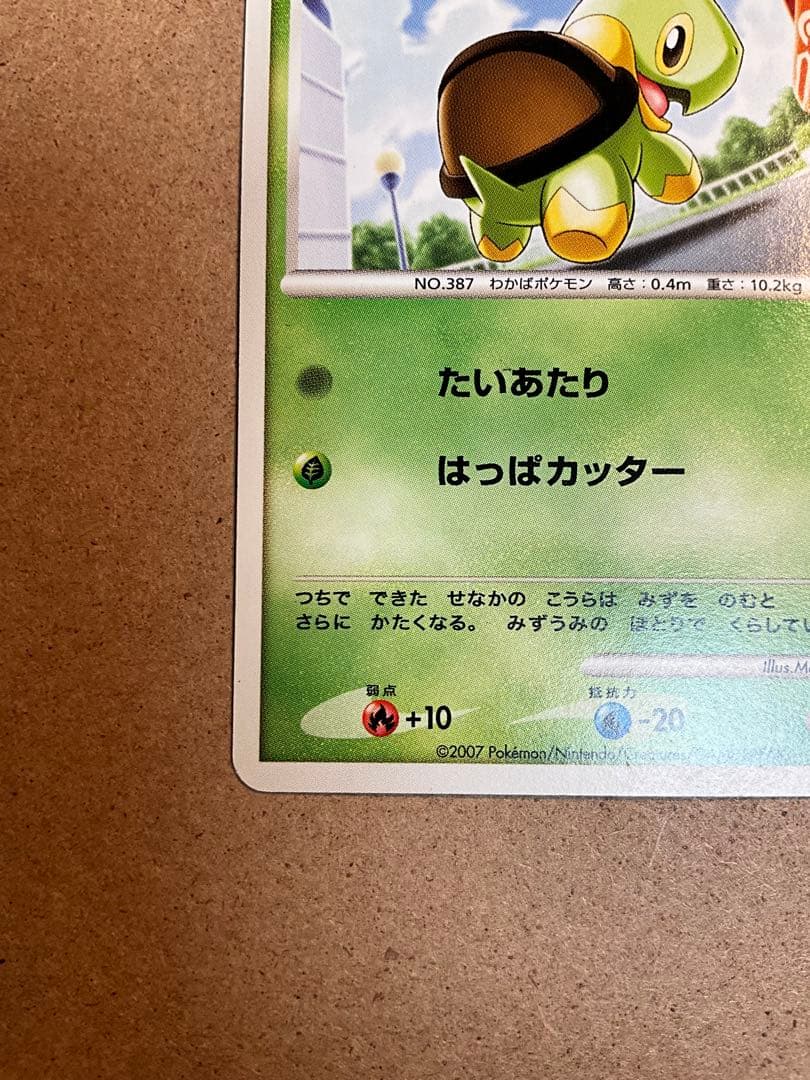 NO.387 わかばポケモン 高さ：0.4m 重さ：10.2kg
たいあたり
はっぱカッター
つちで できた せなかの こうらは みずを のむと
さらに かたくなる。 みずうみの ほとりで くらしてい
Illus.M
弱点
+10
抵抗力
-20
©2007 Pokémon/Nintendo/Creatures/